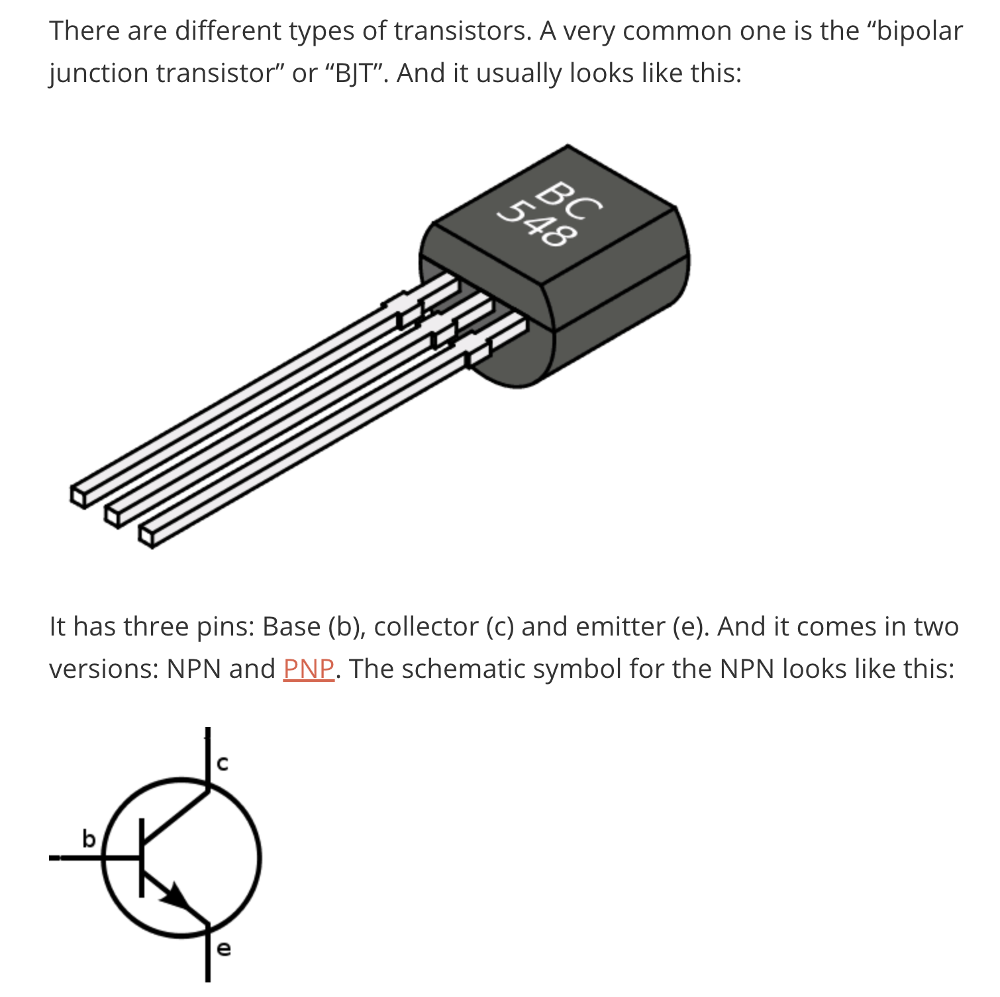 There are different types of transistors. A very common one is the “bipolar
junction transistor” or “BJT”. And it usually looks like this:
BC
548
It has three pins: Base (b), collector (c) and emitter (e). And it comes in two
versions: NPN and PNP. The schematic symbol for the NPN looks like this:
c
b
e